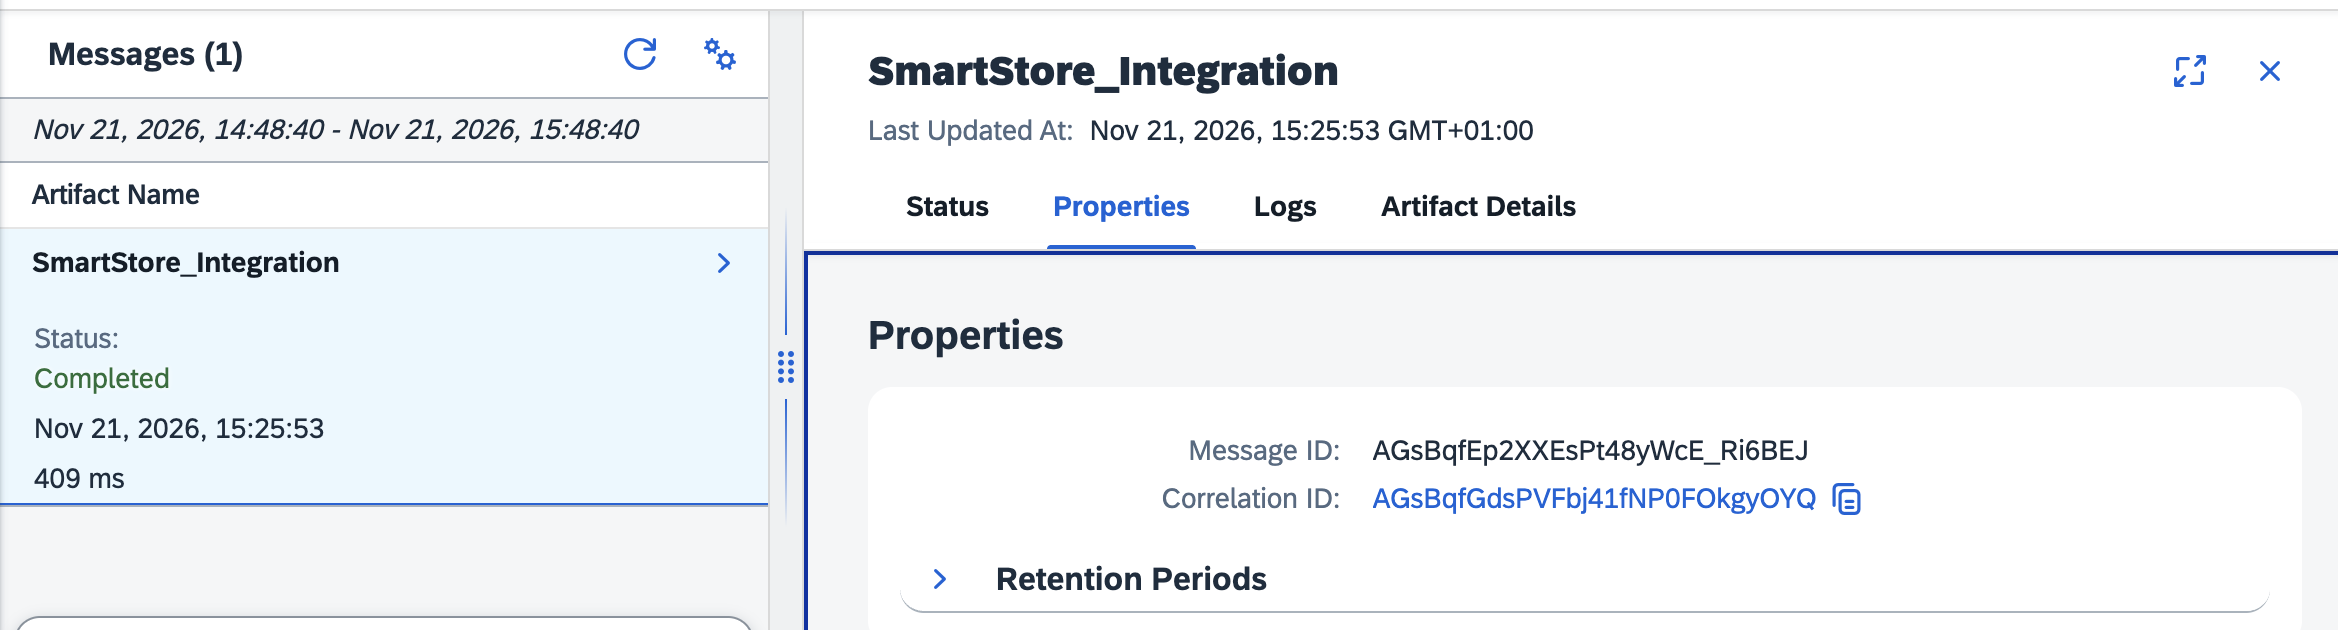 Messages (1)
Nov 21, 2026, 14:48:40 - Nov 21, 2026, 15:48:40
Artifact Name
SmartStore_Integration
Status:
Completed
Nov 21, 2026, 15:25:53
409 ms
SmartStore_Integration
Last Updated At: Nov 21, 2026, 15:25:53 GMT+01:00
Status Properties Logs Artifact Details
Properties
Message ID: AGsBqfEp2XXEsPt48yWcE_Ri6BEJ
Correlation ID: AGsBqfGdsPVFbj41fNP0FOkgyOYQ
Retention Periods